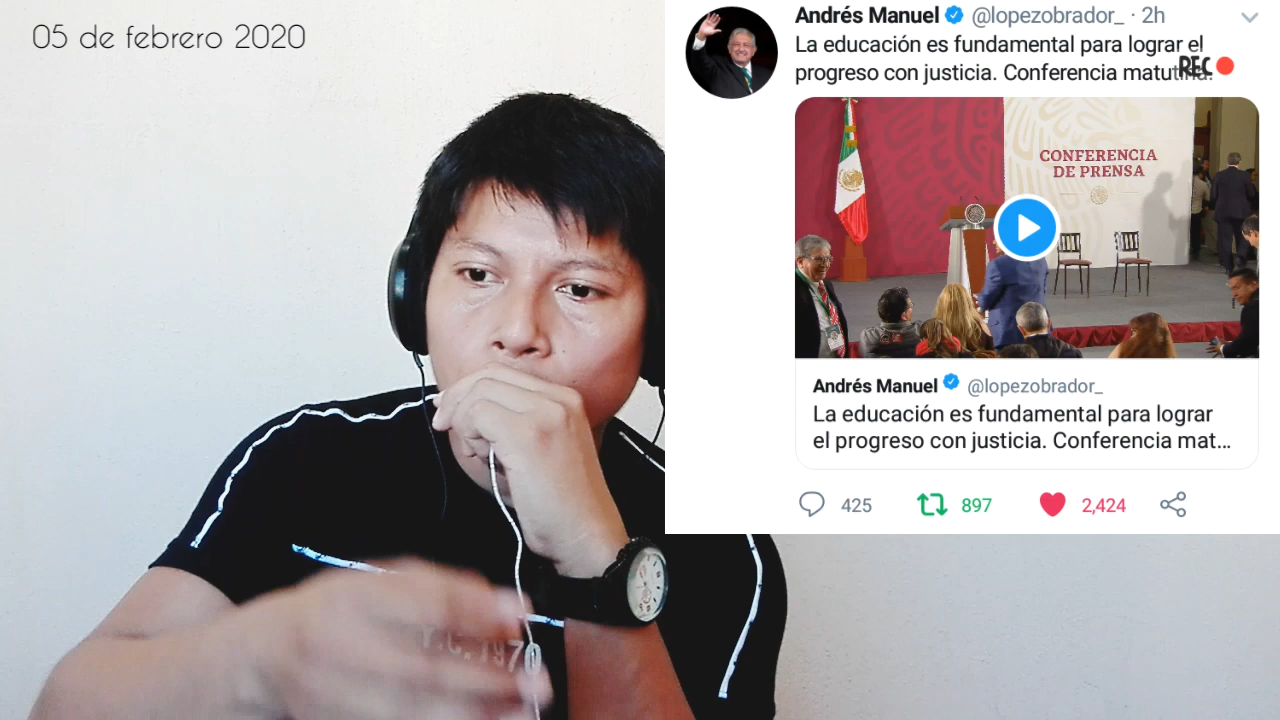 05 de febrero 2020
Andrés Manuel @lopezobrador_ · 2h
La educación es fundamental para lograr el
progreso con justicia. Conferencia matutina.
REC
CONFERENCIA
DE PRENSA
Andrés Manuel @lopezobrador_
La educación es fundamental para lograr
el progreso con justicia. Conferencia mat...
425 897 2,424
1970